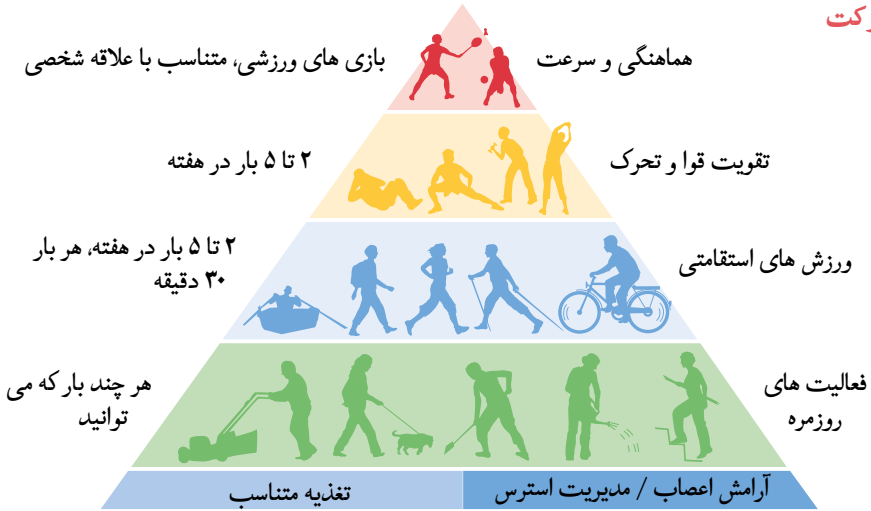 هماهنگی و سرعت
بازی های ورزشی، متناسب با علاقه شخصی
تقویت قوا و تحرک
۲ تا ۵ بار در هفته
ورزش های استقامتی
۲ تا ۵ بار در هفته، هر بار
۳۰ دقیقه
فعالیت های
روزمره
هر چند بار که می
توانید
آرامش اعصاب / مدیریت استرس
تغذیه متناسب